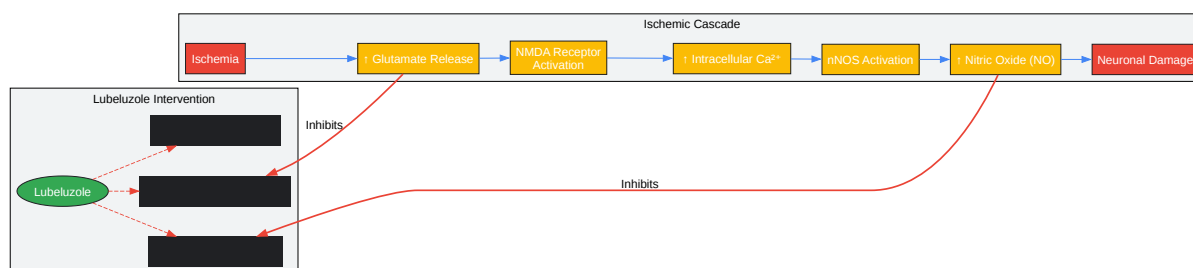 Ischemic Cascade
Ischemia
↑ Glutamate Release
NMDA Receptor
Activation
↑ Intracellular Ca²⁺
nNOS Activation
↑ Nitric Oxide (NO)
Neuronal Damage
Lubeluzole Intervention
Inhibits
Lubeluzole
Inhibits